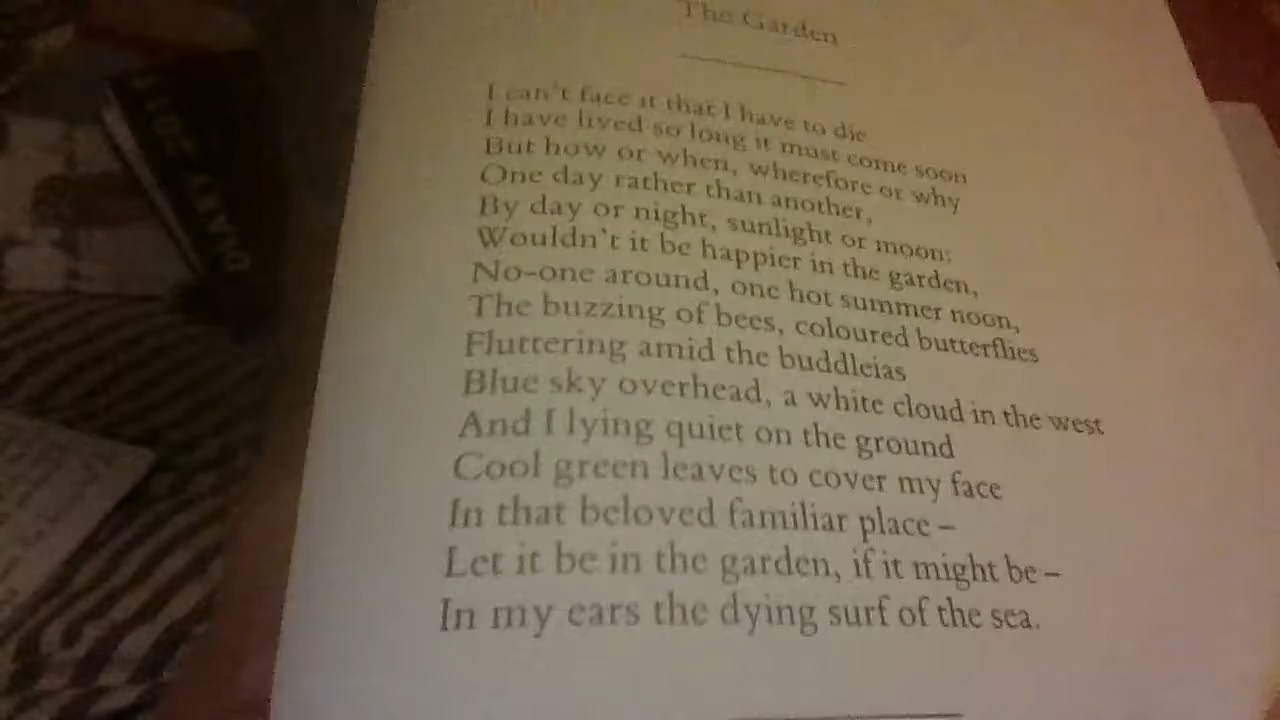 The Garden
I can't face it that I have to die
I have lived so long it must come soon
But how or when, wherefore or why
One day rather than another,
By day or night, sunlight or moon:
Wouldn't it be happier in the garden,
No-one around, one hot summer noon,
The buzzing of bees, coloured butterflies
Fluttering amid the buddleias
Blue sky overhead, a white cloud in the west
And I lying quiet on the ground
Cool green leaves to cover my face
In that beloved familiar place –
Let it be in the garden, if it might be –
In my ears the dying surf of the sea.